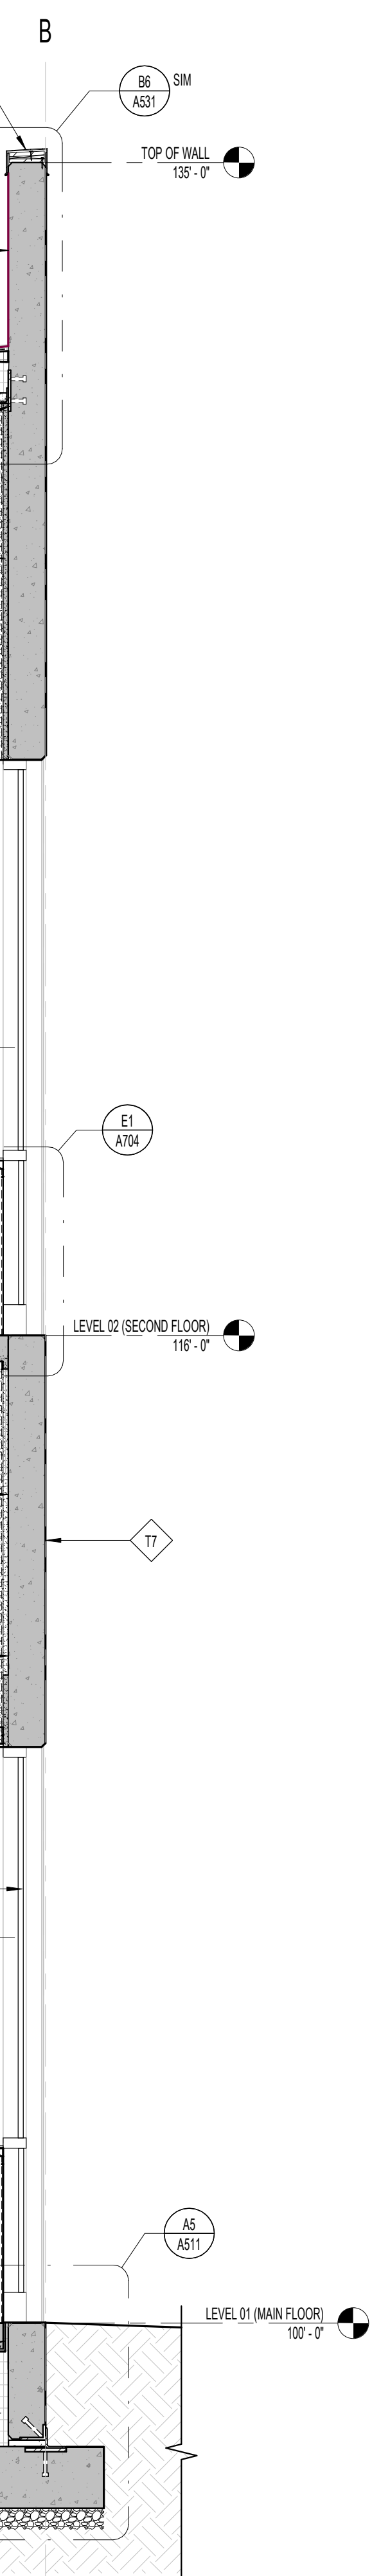 B
B6
A531
SIM
TOP OF WALL
135' - 0"
E1
A704
LEVEL 02 (SECOND FLOOR)
116' - 0"
T7
A5
A511
LEVEL 01 (MAIN FLOOR)
100' - 0"